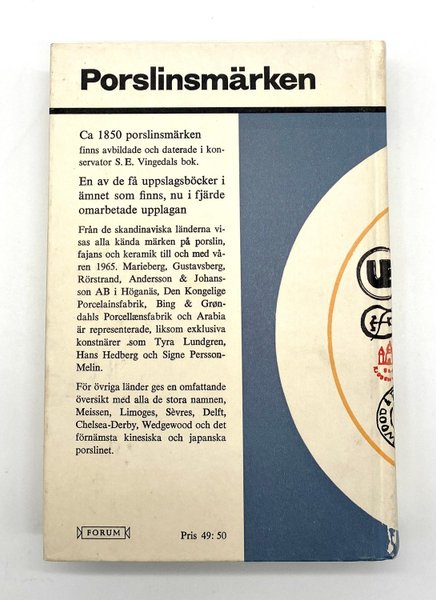 Porslinsmärken
Ca 1850 porslinsmärken
finns avbildade och daterade i kon-
servator S. E. Vingedals bok.
En av de få uppslagsböcker i
ämnet som finns, nu i fjärde
omarbetade upplagan
Från de skandinaviska länderna vi-
sas alla kända märken på porslin,
fajans och keramik till och med vå-
ren 1965. Marieberg, Gustavsberg,
Rörstrand, Andersson & Johans-
son AB i Höganäs, Den Kongelige
Porcelainsfabrik, Bing & Grøn-
dahls Porcellænsfabrik och Arabia
är representerade, liksom exklusiva
konstnärer .som Tyra Lundgren,
Hans Hedberg och Signe Persson-
Melin.
För övriga länder ges en omfattande
översikt med alla de stora namnen,
Meissen, Limoges, Sèvres, Delft,
Chelsea-Derby, Wedgewood och det
förnämsta kinesiska och japanska
porslinet.
FORUM
Pris 49: 50